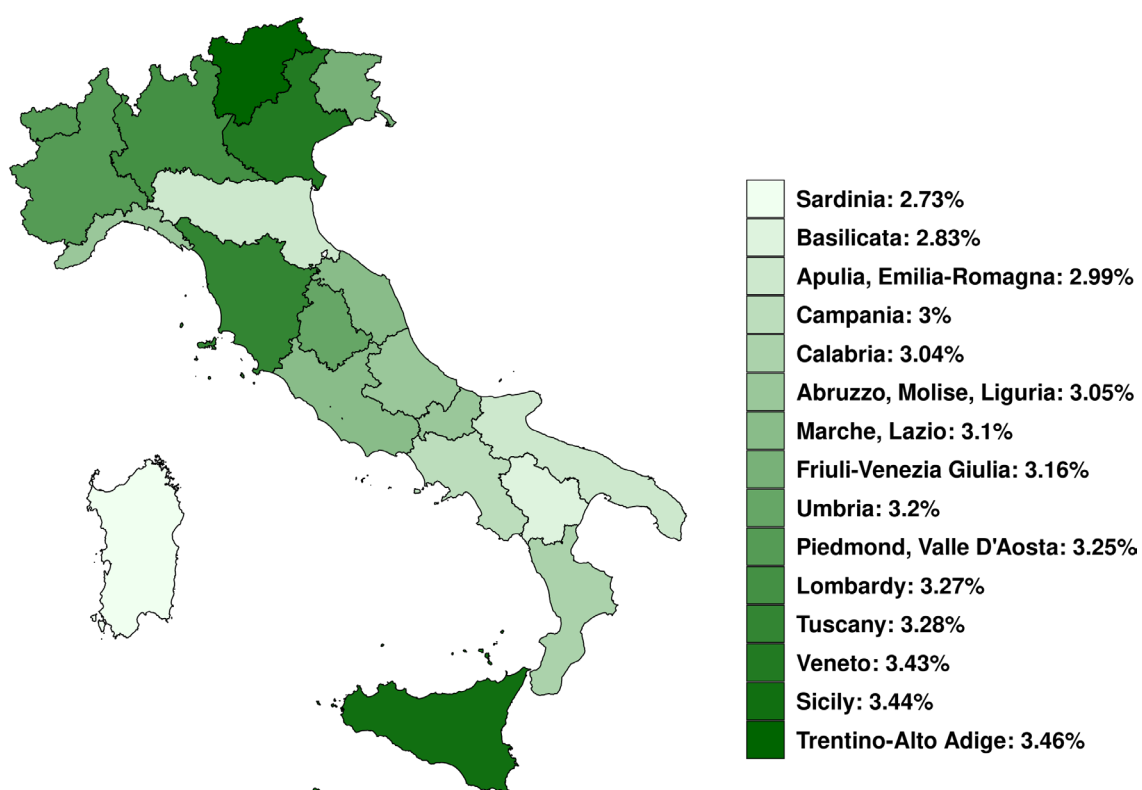 Sardinia: 2.73%
Basilicata: 2.83%
Apulia, Emilia-Romagna: 2.99%
Campania: 3%
Calabria: 3.04%
Abruzzo, Molise, Liguria: 3.05%
Marche, Lazio: 3.1%
Friuli-Venezia Giulia: 3.16%
Umbria: 3.2%
Piedmond, Valle D'Aosta: 3.25%
Lombardy: 3.27%
Tuscany: 3.28%
Veneto: 3.43%
Sicily: 3.44%
Trentino-Alto Adige: 3.46%